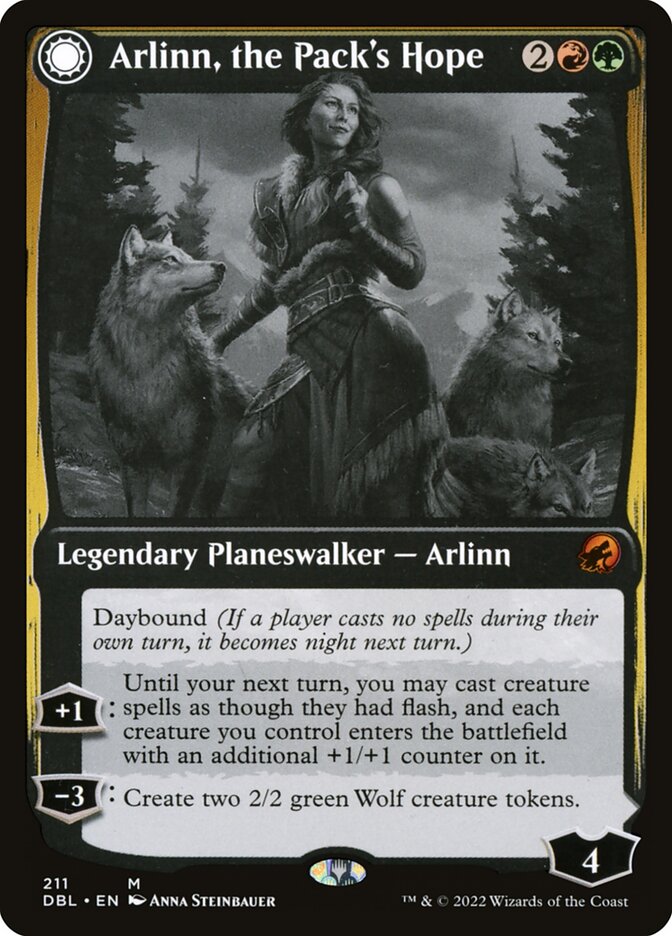 Arlinn, the Pack's Hope 2
Legendary Planeswalker — Arlinn
Daybound (If a player casts no spells during their
own turn, it becomes night next turn.)
Until your next turn, you may cast creature
+1: spells as though they had flash, and each
creature you control enters the battlefield
with an additional +1/+1 counter on it.
−3: Create two 2/2 green Wolf creature tokens.
4
211 M
DBL • EN Anna Steinbauer
™ & © 2022 Wizards of the Coast